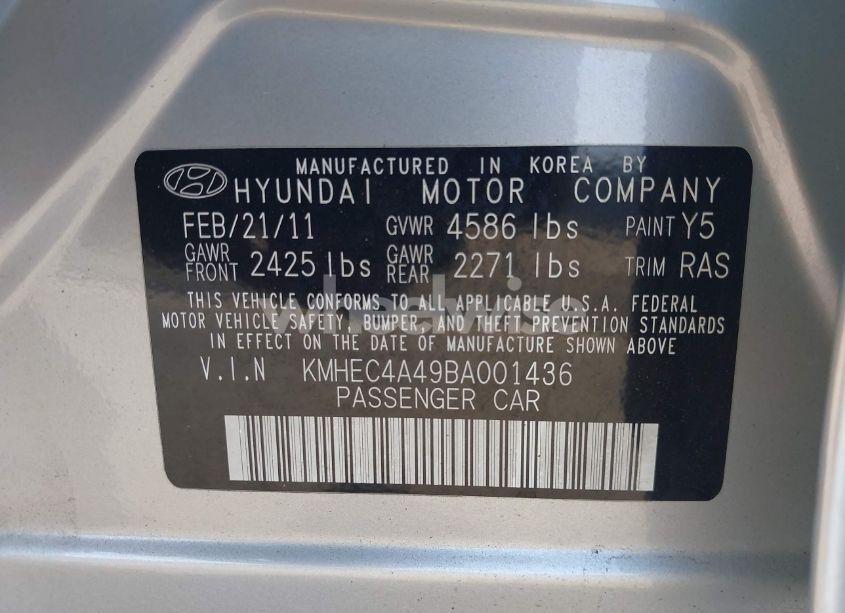 MANUFACTURED IN KOREA BY
HYUNDAI MOTOR COMPANY
FEB/21/11 GVWR 4586 lbs PAINT Y5
GAWR FRONT 2425 lbs GAWR REAR 2271 lbs TRIM RAS
THIS VEHICLE CONFORMS TO ALL APPLICABLE U.S.A. FEDERAL
MOTOR VEHICLE SAFETY, BUMPER, AND THEFT PREVENTION STANDARDS
IN EFFECT ON THE DATE OF MANUFACTURE SHOWN ABOVE
V.I.N KMHEC4A49BA001436
PASSENGER CAR